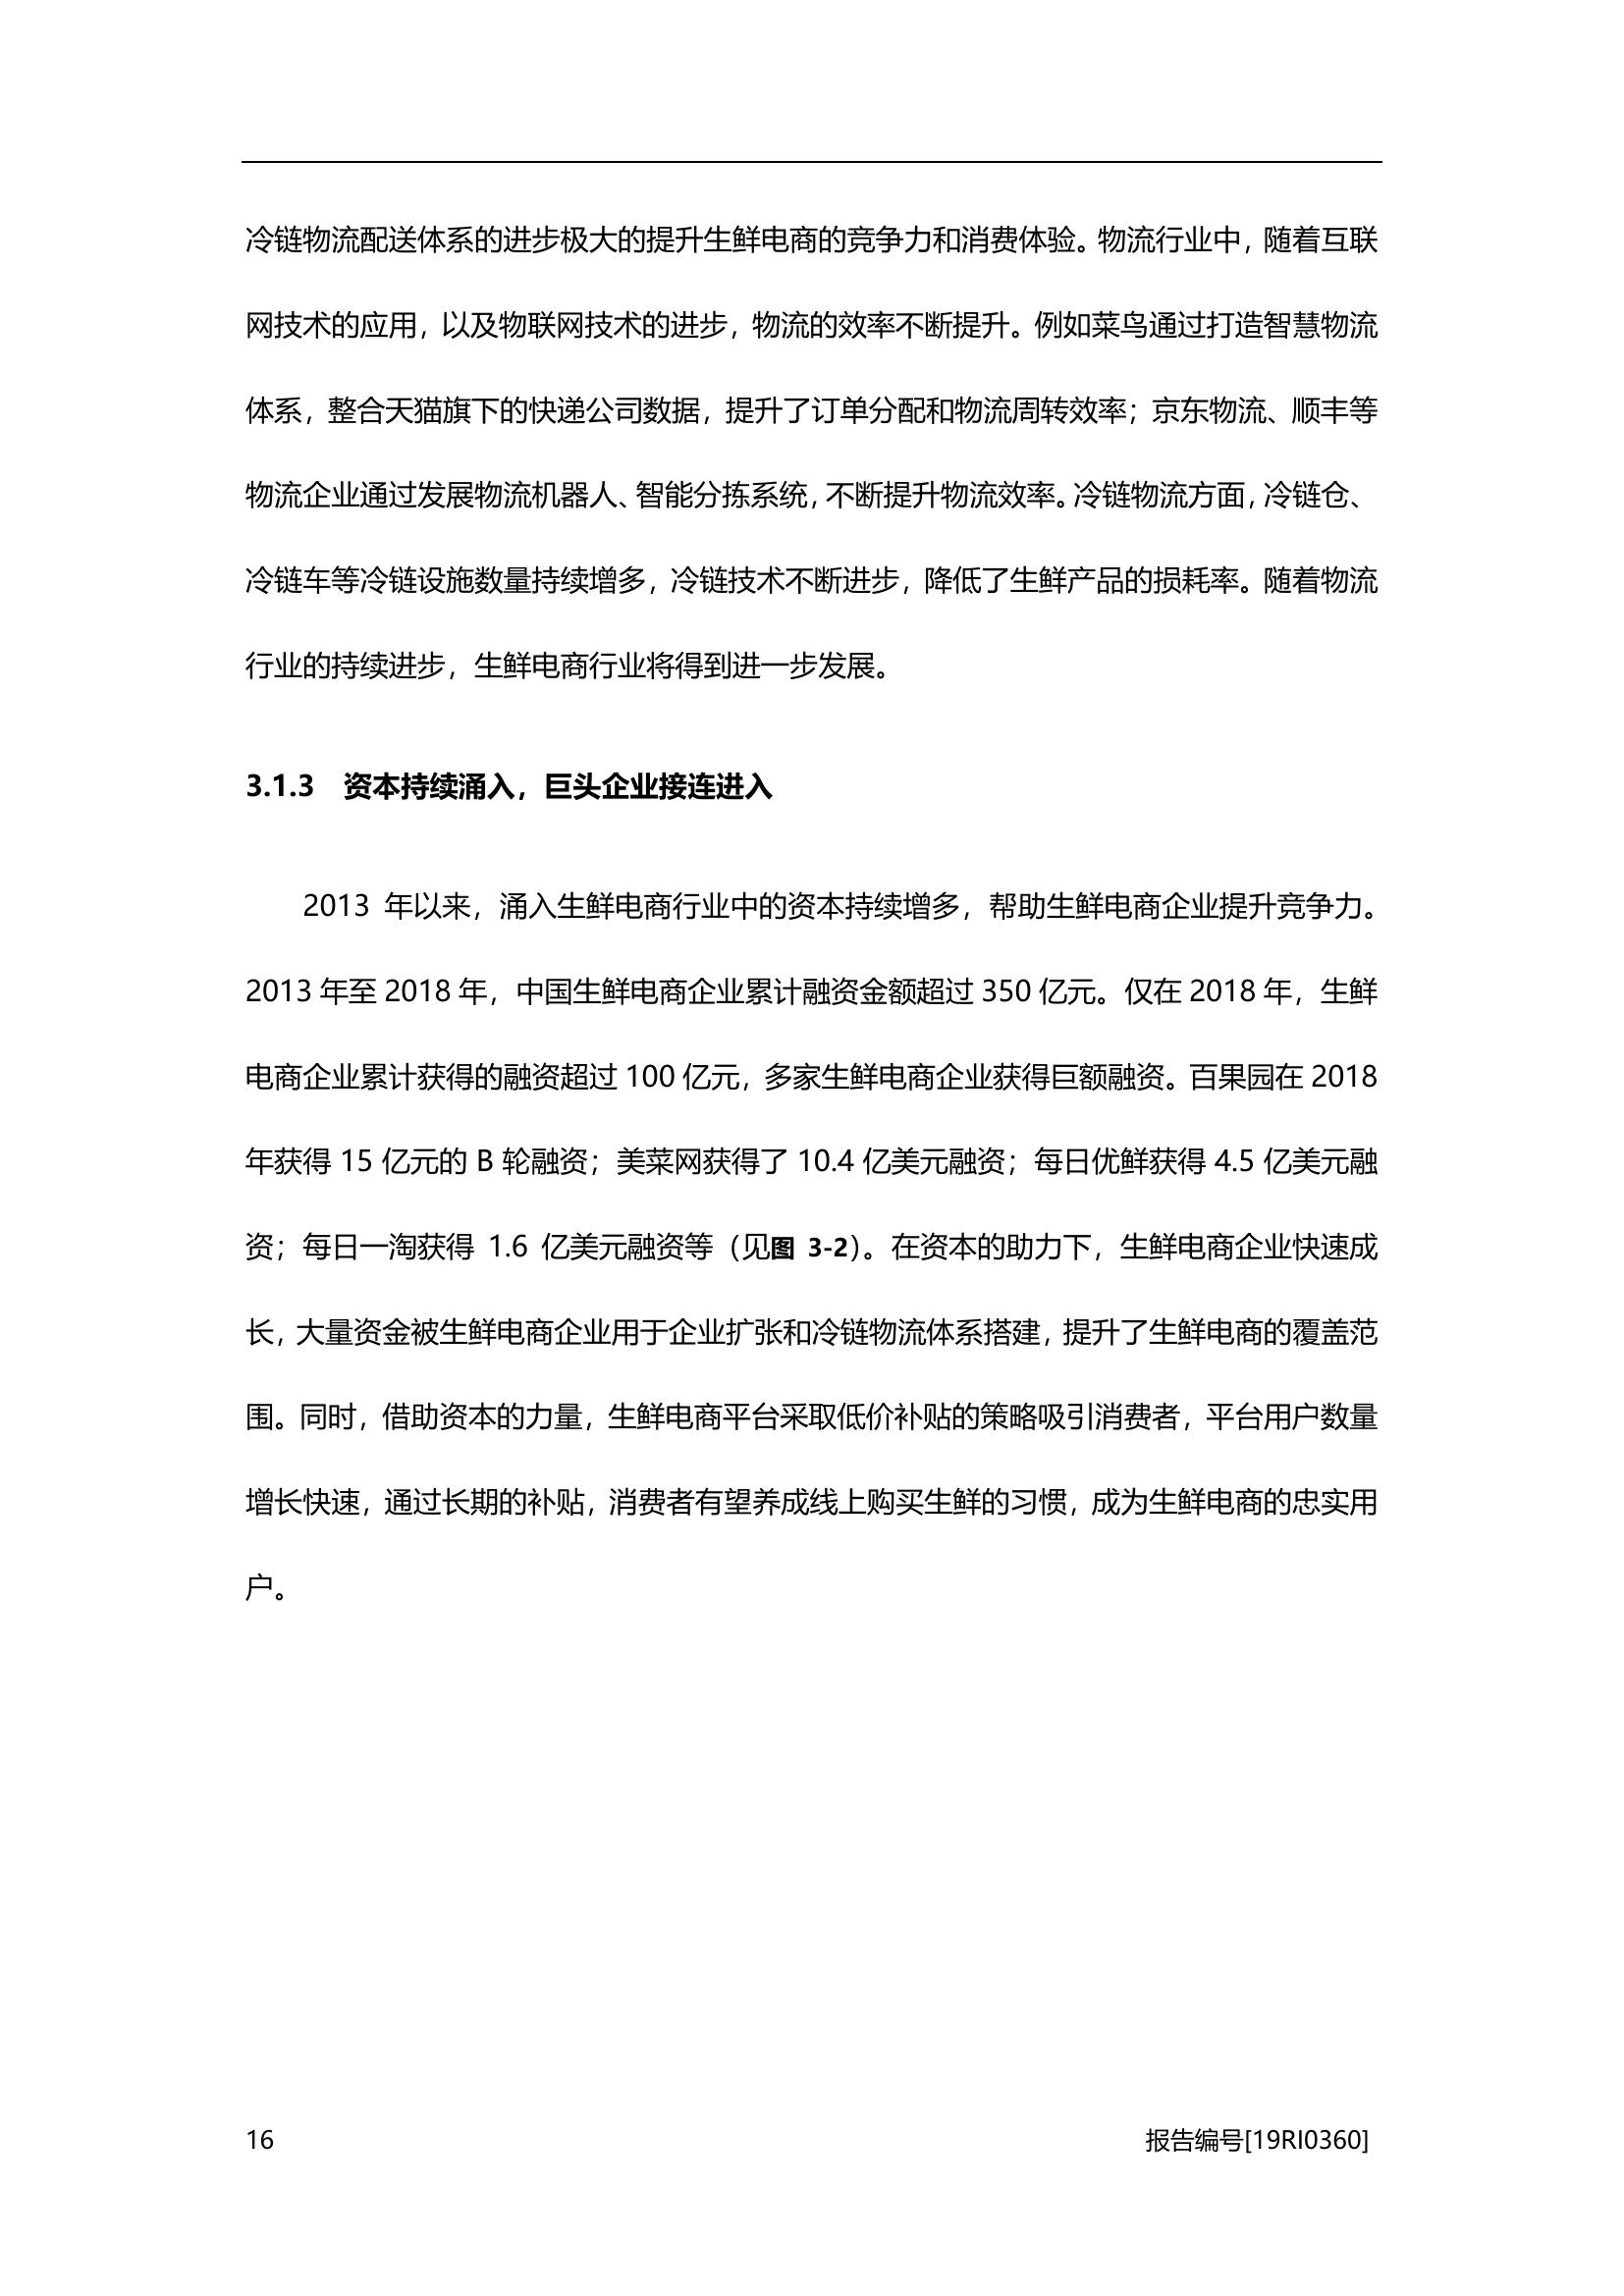 冷链物流配送体系的进步极大的提升生鲜电商的竞争力和消费体验。物流行业中，随着互联
网技术的应用，以及物联网技术的进步，物流的效率不断提升。例如菜鸟通过打造智慧物流
体系，整合天猫旗下的快递公司数据，提升了订单分配和物流周转效率；京东物流、顺丰等
物流企业通过发展物流机器人、智能分拣系统，不断提升物流效率。冷链物流方面，冷链仓、
冷链车等冷链设施数量持续增多，冷链技术不断进步，降低了生鲜产品的损耗率。随着物流
行业的持续进步，生鲜电商行业将得到进一步发展。
3.1.3 资本持续涌入，巨头企业接连进入
2013 年以来，涌入生鲜电商行业中的资本持续增多，帮助生鲜电商企业提升竞争力。
2013 年至 2018 年，中国生鲜电商企业累计融资金额超过 350 亿元。仅在 2018 年，生鲜
电商企业累计获得的融资超过 100 亿元，多家生鲜电商企业获得巨额融资。百果园在 2018
年获得 15 亿元的 B 轮融资；美菜网获得了 10.4 亿美元融资；每日优鲜获得 4.5 亿美元融
资；每日一淘获得 1.6 亿美元融资等（见图 3-2）。在资本的助力下，生鲜电商企业快速成
长，大量资金被生鲜电商企业用于企业扩张和冷链物流体系搭建，提升了生鲜电商的覆盖范
围。同时，借助资本的力量，生鲜电商平台采取低价补贴的策略吸引消费者，平台用户数量
增长快速，通过长期的补贴，消费者有望养成线上购买生鲜的习惯，成为生鲜电商的忠实用
户。
16 报告编号[19RI0360]